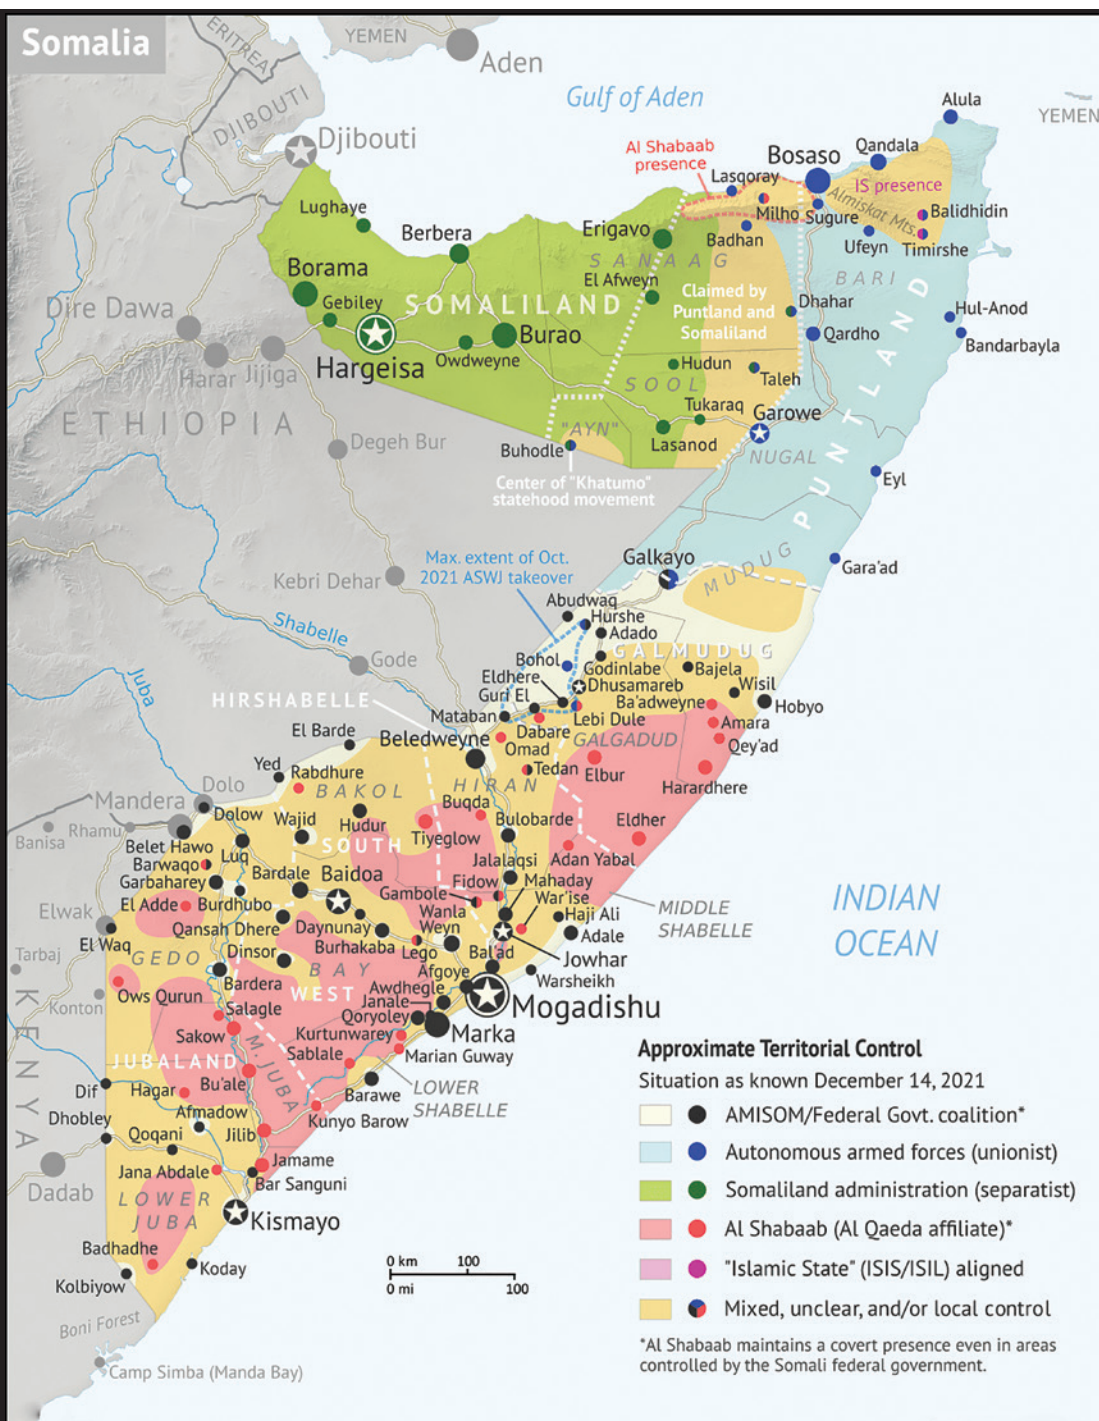 Somalia
ERITREA
YEMEN
Aden
Gulf of Aden
Alula
YEMEN
DJIBOUTI
Djibouti
Al Shabaab
presence
Bosaso
Qandala
Lasqoray
IS presence
Lughaye
Milho
Sugure
Almiskat Mts.
Balidhidin
Berbera
Erigavo
Badhan
Ufeyn
Timirshe
SANAAG
BARI
Borama
El Afweyn
SOMALILAND
Claimed by
Puntland and
Somaliland
Dhahar
Hul-Anod
Dire Dawa
Gebiley
Burao
Qardho
Bandarbayla
Hargeisa
Owdweyne
Hudun
Harar
Jijiga
SOOL
Taleh
PUNTLAND
ETHIOPIA
Tukaraq
Garowe
"AYN"
Lasanod
Degeh Bur
Buhodle
NUGAL
Center of "Khatumo"
statehood movement
Eyl
Max. extent of Oct.
2021 ASWJ takeover
Galkayo
MUDUG
Gara'ad
Kebri Dehar
Abudwaq
Hurshe
Shabelle
Adado
GALMUDUG
Juba
Gode
Bohol
Godinlabe
Bajela
Eldhere
Dhusamareb
Wisil
HIRSHABELLE
Guri El
Ba'adweyne
Hobyo
Mataban
Lebi Dule
Amara
El Barde
Beledweyne
Dabare
GALGADUD
Omad
Qey'ad
Yed
Tedan
Elbur
Rabdhure
BAKOL
HIRAN
Harardhere
Dolo
Mandera
Dolow
Wajid
Hudur
Buqda
Bulobarde
Eldher
Banisa
Rhamu
Tiyeglow
Belet Hawo
SOUTH
Barwaqo
Luq
Jalalaqsi
Adan Yabal
Garbaharey
Bardale
Baidoa
Fidow
Mahaday
Gambole
War'ise
El Adde
Burdhubo
Wanla
Weyn
Haji Ali
MIDDLE
SHABELLE
Elwak
Qansah Dhere
Daynunay
INDIAN
OCEAN
El Waq
Burhakaba
Lego
Adale
Tarbaj
GEDO
Dinsor
BAY
Bal'ad
Jowhar
Bardera
Afgoye
Warsheikh
Ows Qurun
WEST
Awdhegle
Mogadishu
Konton
Salagle
Janale
Qoryoley
Sakow
Kurtunwarey
Marka
KENYA
JUBALAND
M. JUBA
Sablale
Marian Guway
Dif
Hagar
Bu'ale
Barawe
LOWER
SHABELLE
Dhobley
Afmadow
Kunyo Barow
Qoqani
Jilib
Jana Abdale
Jamame
Dadab
LOWER
JUBA
Bar Sanguni
Kismayo
Badhadhe
Koday
Kolbiyow
0 km 100
0 mi 100
Boni Forest
Camp Simba (Manda Bay)
Approximate Territorial Control
Situation as known December 14, 2021
AMISOM/Federal Govt. coalition*
Autonomous armed forces (unionist)
Somaliland administration (separatist)
Al Shabaab (Al Qaeda affiliate)*
"Islamic State" (ISIS/ISIL) aligned
Mixed, unclear, and/or local control
*Al Shabaab maintains a covert presence even in areas
controlled by the Somali federal government.